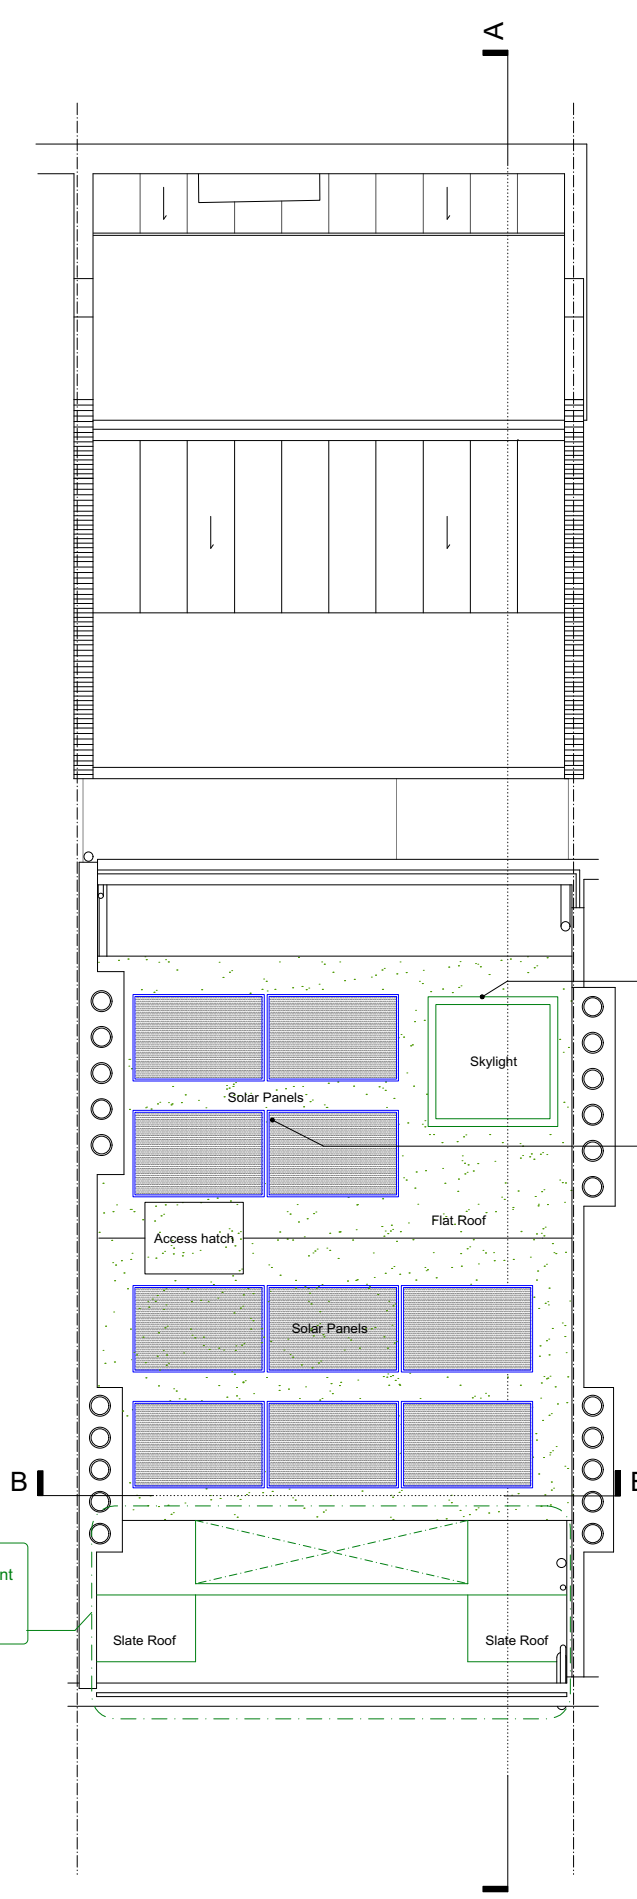 A
Skylight
Solar Panels
Flat Roof
Access hatch
Solar Panels
B
nt
Slate Roof
Slate Roof